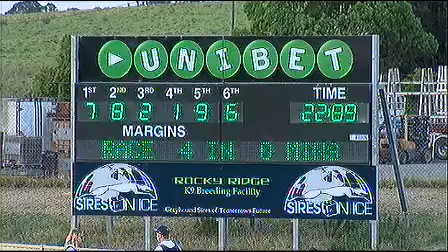 UNIBET
1ST 2ND 3RD 4TH 5TH 6TH TIME
7 8 2 1 9 6 22:09
MARGINS
RACE 4 IN 0 MINS
ROCKY RIDGE
K9 Breeding Facility
SIRES ON ICE SIRES ON ICE
Greyhound Sires of Tomorrows Future